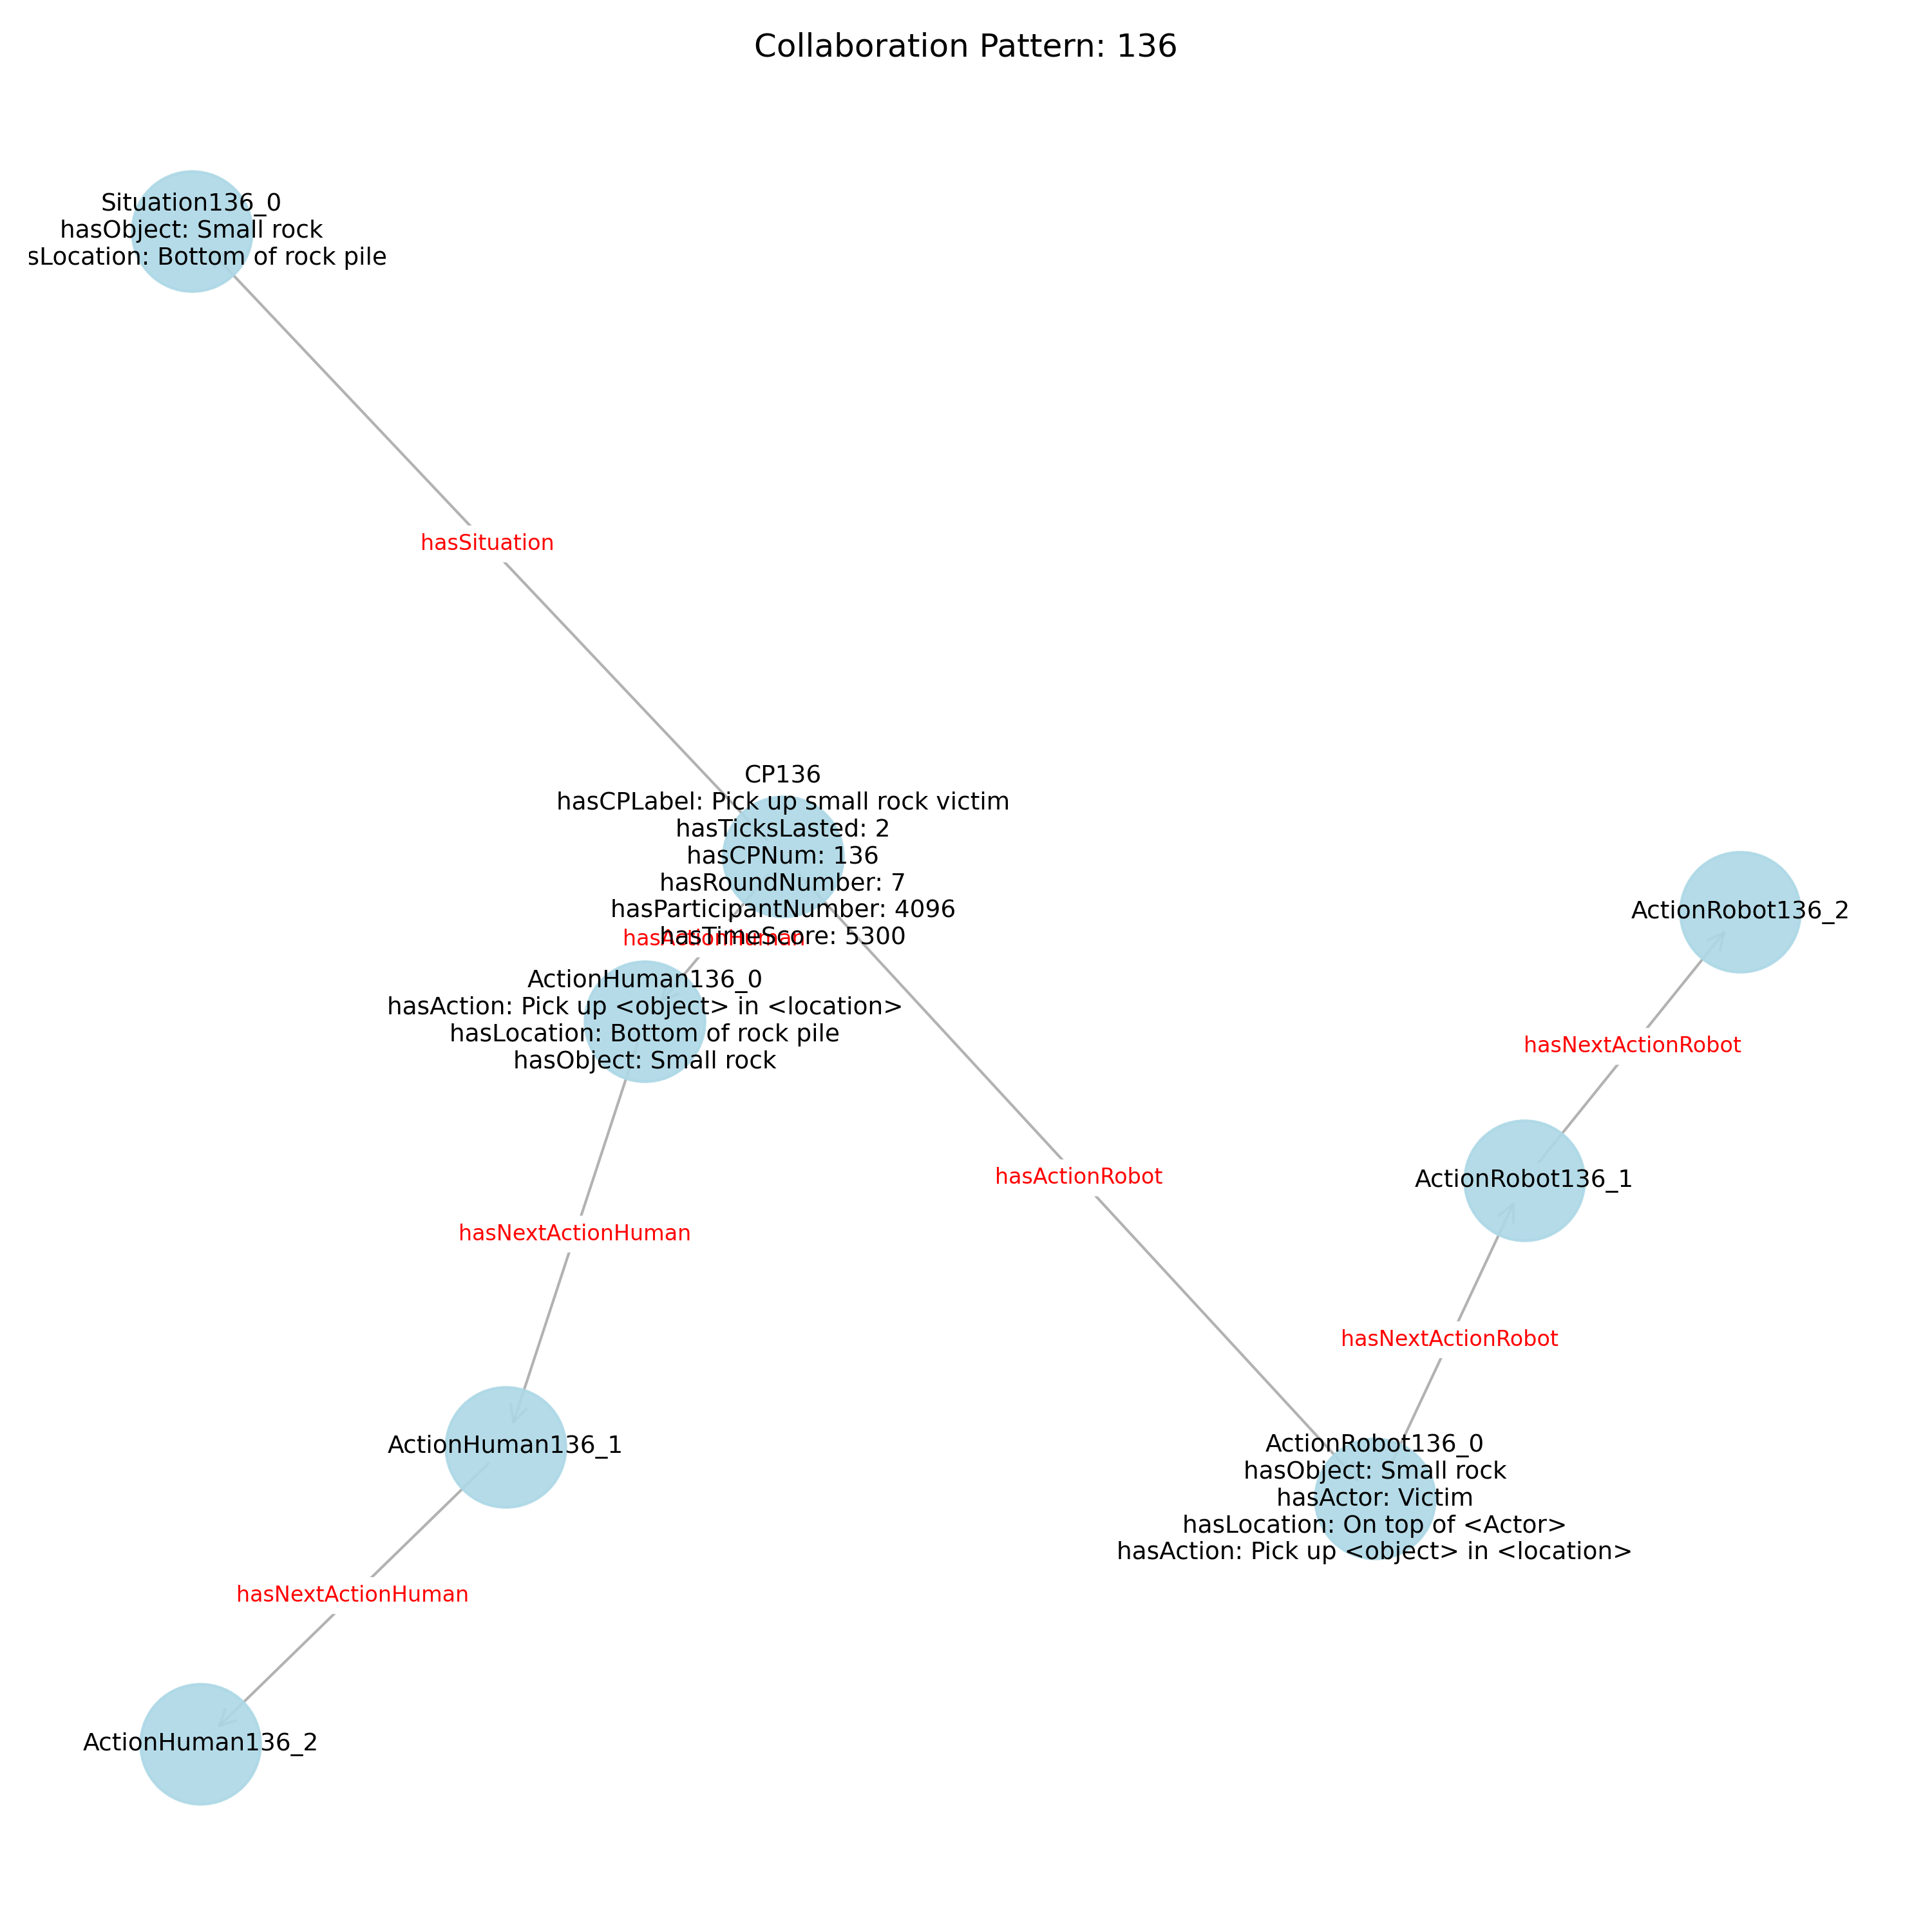 Collaboration Pattern: 136
Situation136_0
hasObject: Small rock
sLocation: Bottom of rock pile
hasSituation
CP136
hasCPLabel: Pick up small rock victim
hasTicksLasted: 2
hasCPNum: 136
hasRoundNumber: 7
hasParticipantNumber: 4096
hasTimeScore: 5300
hasActionHuman
ActionHuman136_0
hasAction: Pick up <object> in <location>
hasLocation: Bottom of rock pile
hasObject: Small rock
ActionRobot136_2
hasNextActionRobot
hasActionRobot
ActionRobot136_1
hasNextActionHuman
hasNextActionRobot
ActionHuman136_1
ActionRobot136_0
hasObject: Small rock
hasActor: Victim
hasLocation: On top of <Actor>
hasAction: Pick up <object> in <location>
hasNextActionHuman
ActionHuman136_2